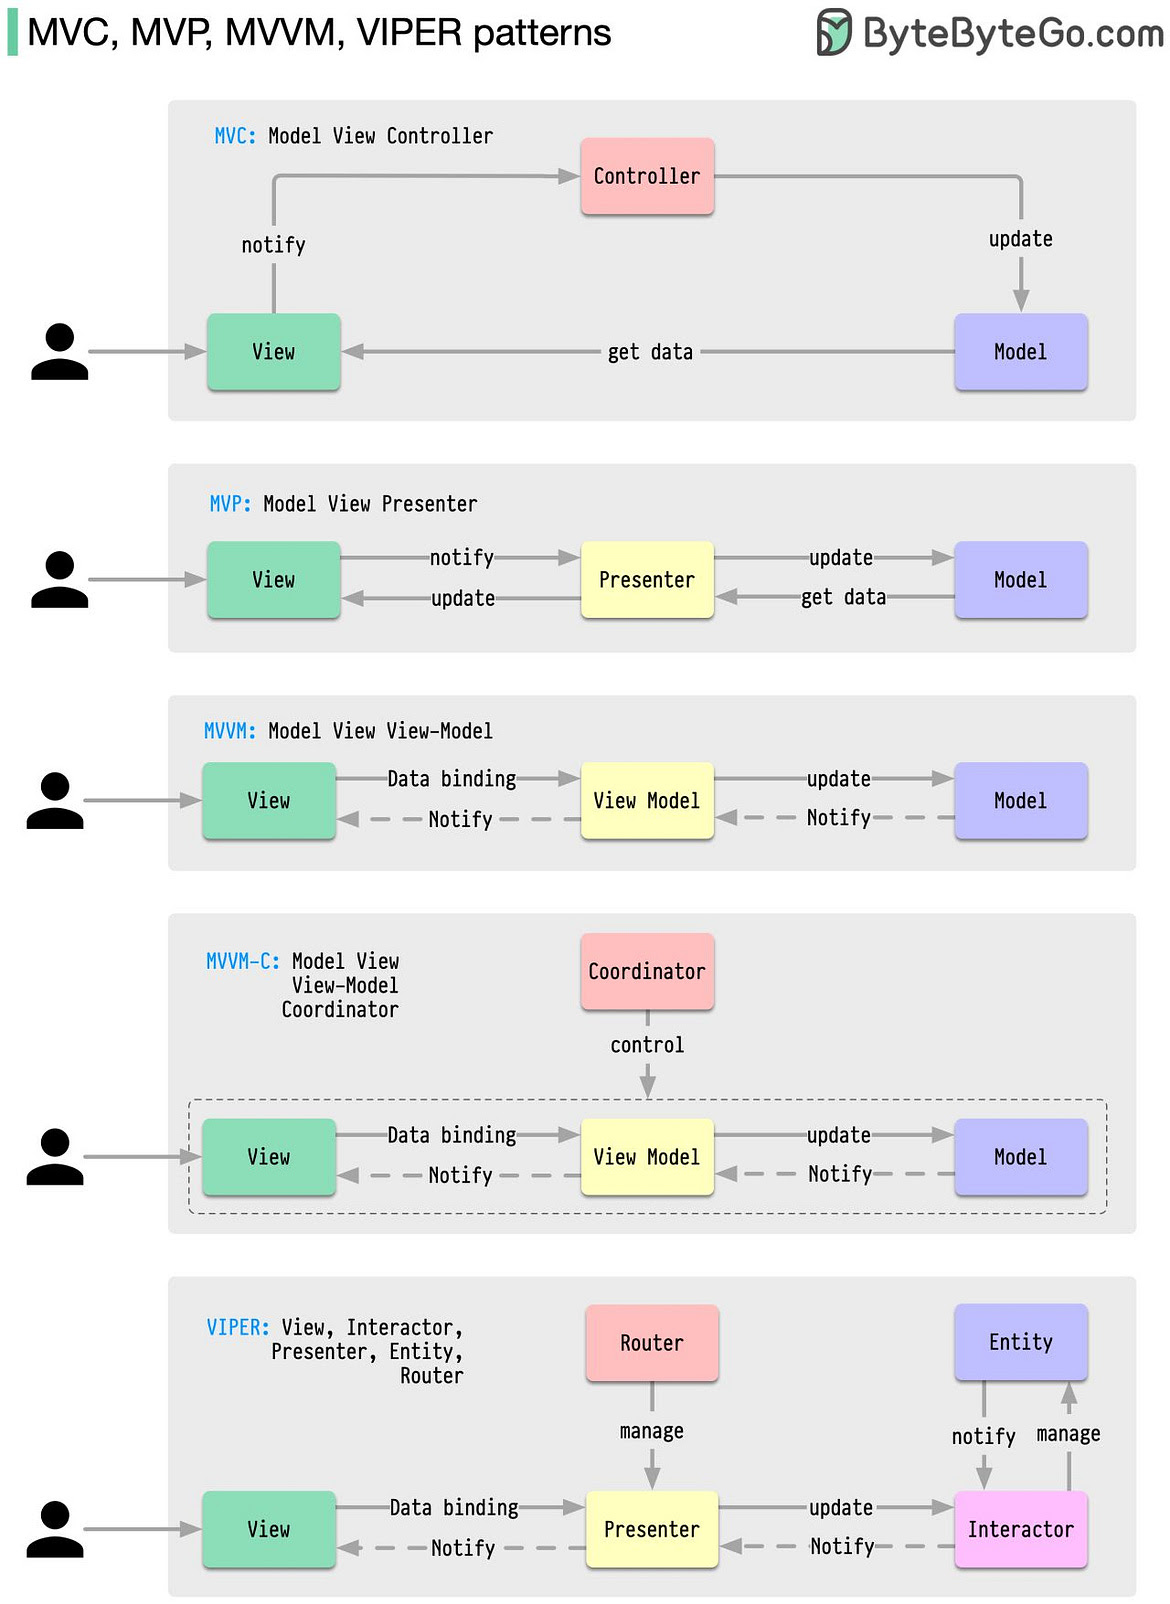 MVC, MVP, MVVM, VIPER patterns
ByteByteGo.com
MVC: Model View Controller
Controller
notify
update
View
get data
Model
MVP: Model View Presenter
View
notify
update
Presenter
update
get data
Model
MVVM: Model View View-Model
View
Data binding
Notify
View Model
update
Notify
Model
MVVM-C: Model View
View-Model
Coordinator
Coordinator
control
View
Data binding
Notify
View Model
update
Notify
Model
VIPER: View, Interactor,
Presenter, Entity,
Router
Router
Entity
manage
notify
manage
View
Data binding
Notify
Presenter
update
Notify
Interactor